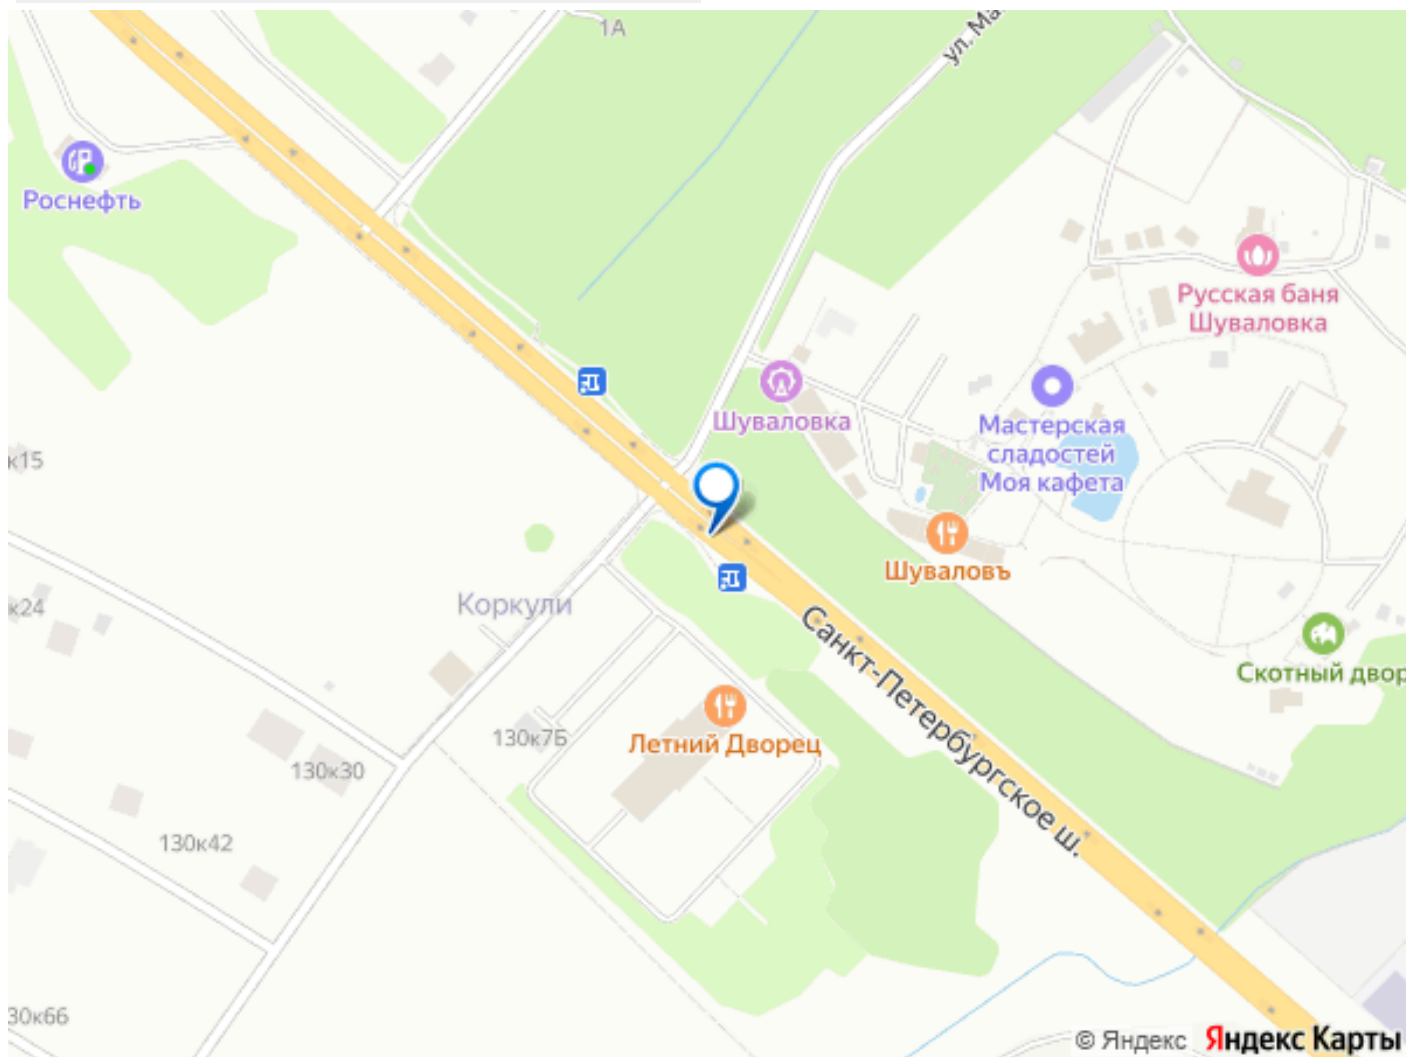 1А
ул. Ма
Роснефть
Русская баня
Шуваловка
Шуваловка
Мастерская
сладостей
Моя кафета
к15
Шуваловъ
к24
Коркули
Санкт-Петербургское ш.
Скотный двор
130к7Б
Летний Дворец
130к30
130к42
30к66
© Яндекс Яндекс Карты